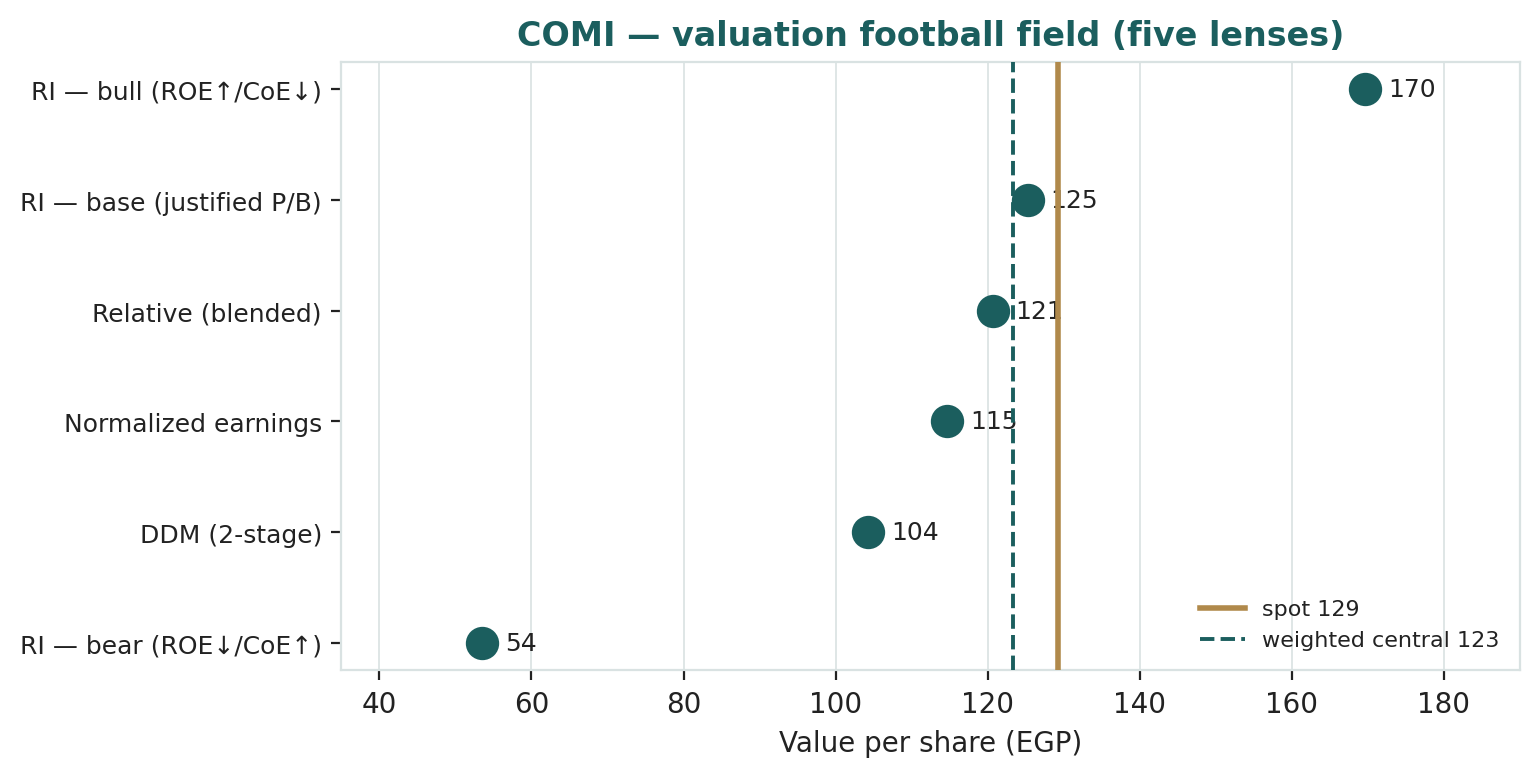 COMI — valuation football field (five lenses)
RI — bull (ROE↑/CoE↓)
170
RI — base (justified P/B)
125
Relative (blended)
121
Normalized earnings
115
DDM (2-stage)
104
RI — bear (ROE↓/CoE↑)
54
spot 129
weighted central 123
40 60 80 100 120 140 160 180
Value per share (EGP)